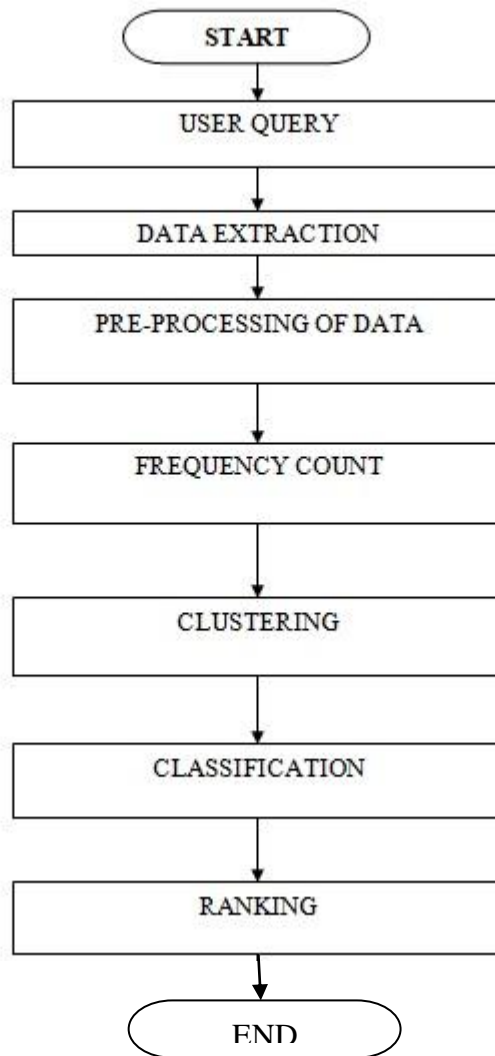 START
USER QUERY
DATA EXTRACTION
PRE-PROCESSING OF DATA
FREQUENCY COUNT
CLUSTERING
CLASSIFICATION
RANKING
END